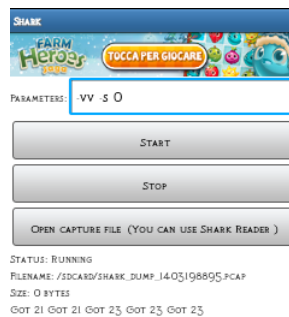 Shark
FARM
Heroes
saga
TOCCA PER GIOCARE
Parameters: -vv -s 0
Start
Stop
Open capture file (You can use Shark Reader )
Status: Running
Filename: /sdcard/shark_dump_1403198895.pcap
Size: 0 bytes
Got 21 Got 21 Got 23 Got 23 Got 23